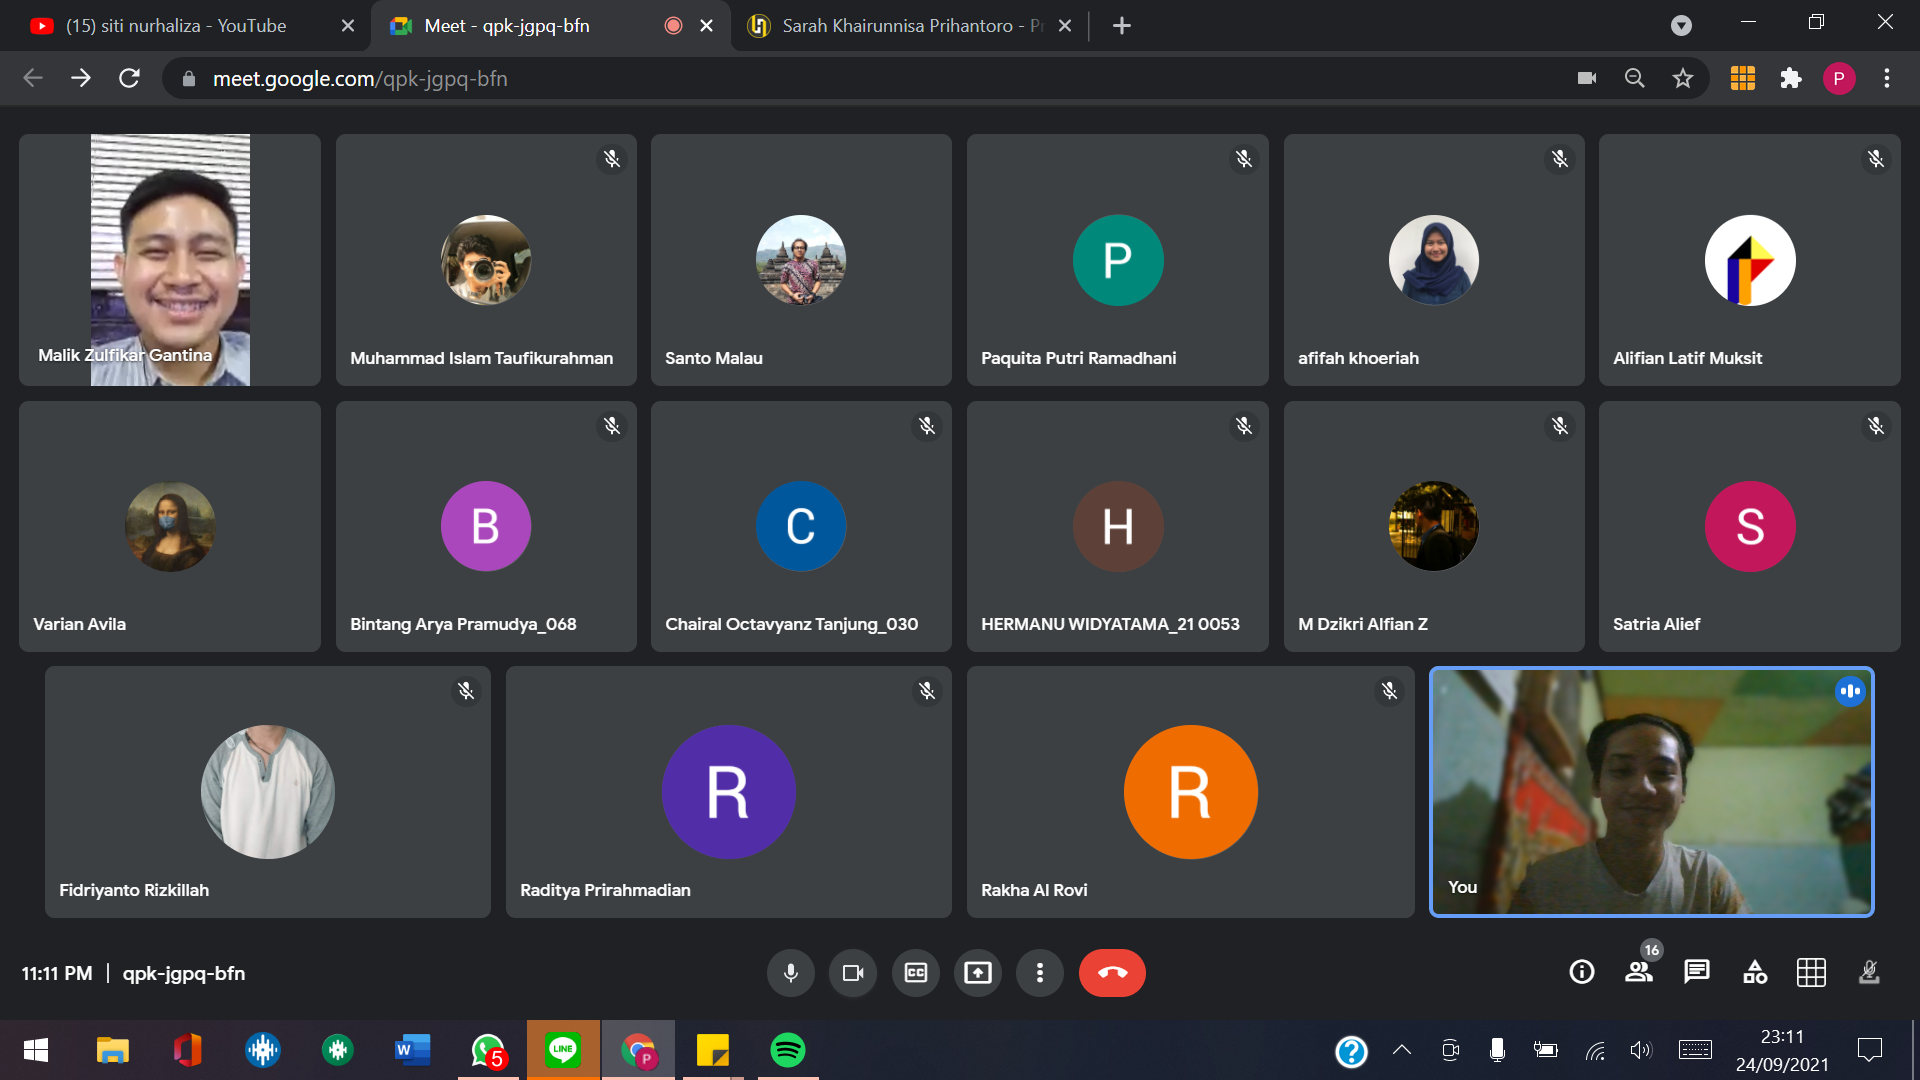 (15) siti nurhaliza - YouTube
Meet - qpk-jgpq-bfn
Sarah Khairunnisa Prihantoro - Pr
meet.google.com/qpk-jgpq-bfn
P
Malik Zulfikar Gantina
Muhammad Islam Taufikurahman
Santo Malau
P
Paquita Putri Ramadhani
afifah khoeriah
Alifian Latif Muksit
Varian Avila
B
Bintang Arya Pramudya_068
C
Chairal Octavyanz Tanjung_030
H
HERMANU WIDYATAMA_21 0053
M Dzikri Alfian Z
S
Satria Alief
Fidriyanto Rizkillah
R
Raditya Prirahmadian
R
Rakha Al Rovi
You
11:11 PM | qpk-jgpq-bfn
CC
16
W
5
LINE
P
?
23:11
24/09/2021